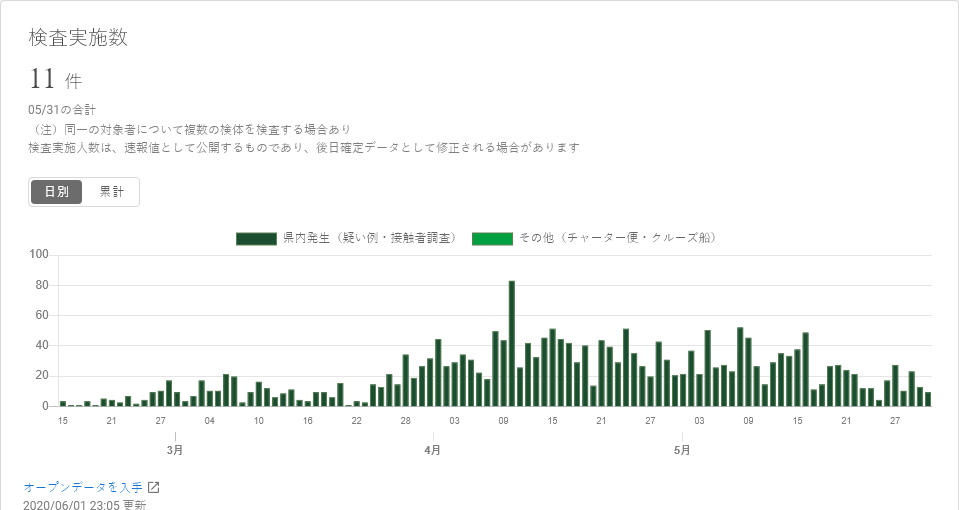 検査実施数
11 件
05/31の合計
（注）同一の対象者について複数の検体を検査する場合あり
検査実施人数は、速報値として公開するものであり、後日確定データとして修正される場合があります
日別 累計
県内発生（疑い例・接触者調査） その他（チャーター便・クルーズ船）
100
80
60
40
20
0
15 21 27 04 10 16 22 28 03 09 15 21 27 03 09 15 21 27
3月 4月 5月
オープンデータを入手
2020/06/01 23:05 更新